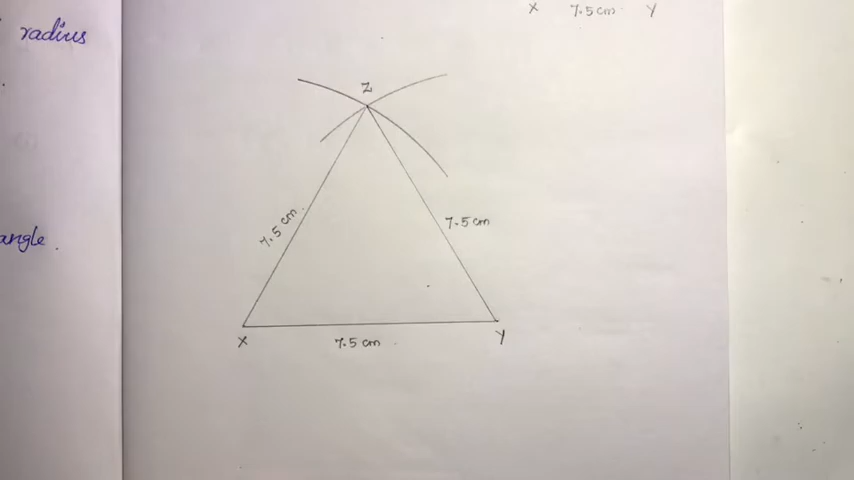 radius
angle.
X 7.5 cm Y
Z
7.5 cm
7.5 cm
X
Y
7.5 cm